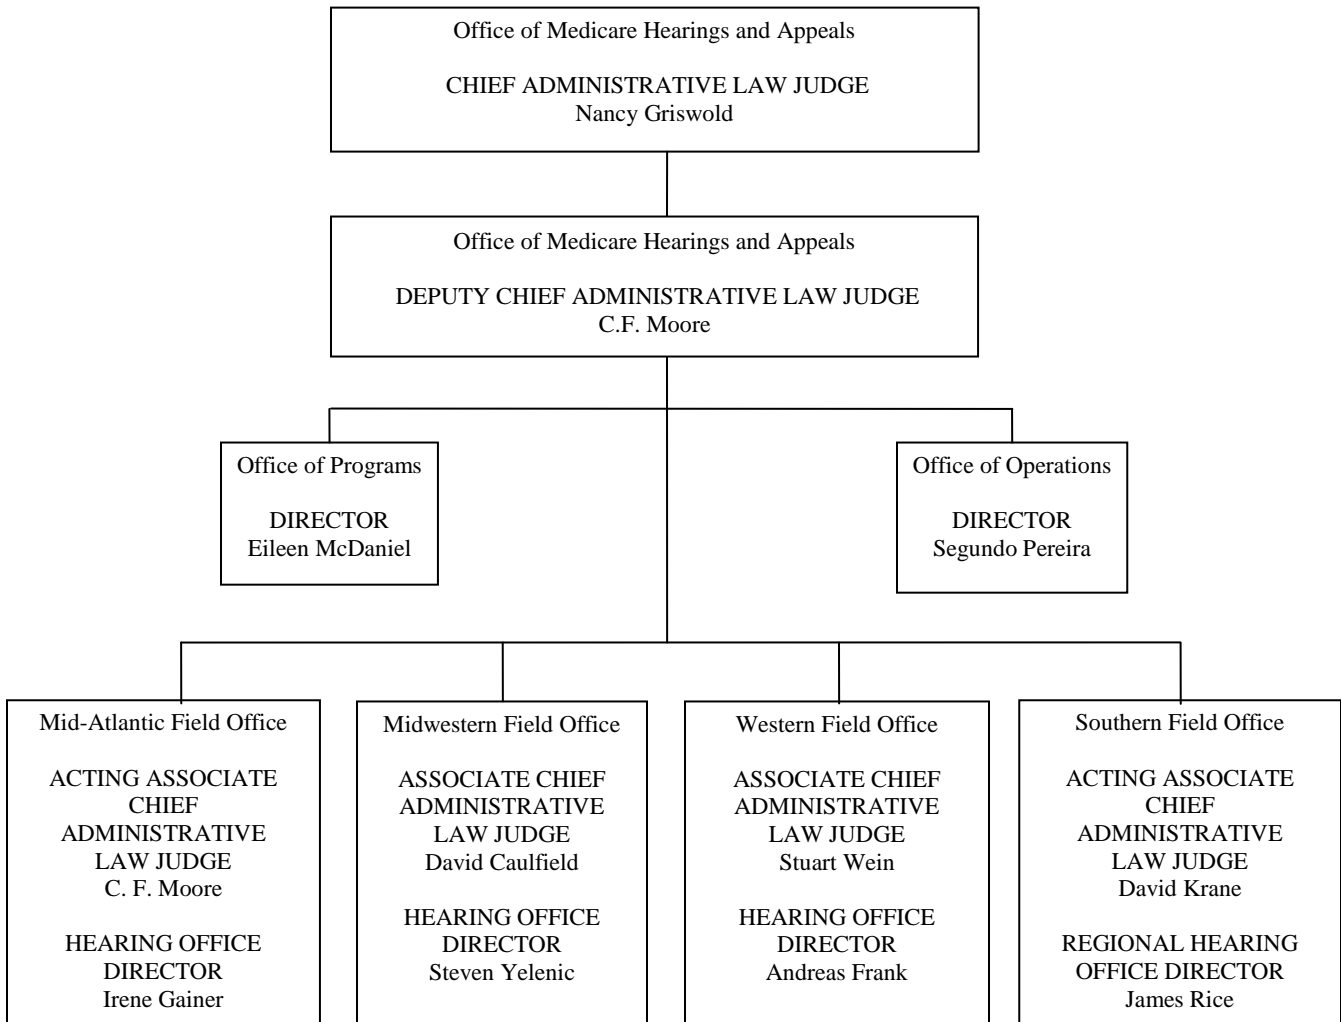 Office of Medicare Hearings and Appeals
CHIEF ADMINISTRATIVE LAW JUDGE
Nancy Griswold
Office of Medicare Hearings and Appeals
DEPUTY CHIEF ADMINISTRATIVE LAW JUDGE
C.F. Moore
Office of Programs
DIRECTOR
Eileen McDaniel
Office of Operations
DIRECTOR
Segundo Pereira
Mid-Atlantic Field Office
ACTING ASSOCIATE
CHIEF
ADMINISTRATIVE
LAW JUDGE
C. F. Moore
HEARING OFFICE
DIRECTOR
Irene Gainer
Midwestern Field Office
ASSOCIATE CHIEF
ADMINISTRATIVE
LAW JUDGE
David Caulfield
HEARING OFFICE
DIRECTOR
Steven Yelenic
Western Field Office
ASSOCIATE CHIEF
ADMINISTRATIVE
LAW JUDGE
Stuart Wein
HEARING OFFICE
DIRECTOR
Andreas Frank
Southern Field Office
ACTING ASSOCIATE
CHIEF
ADMINISTRATIVE
LAW JUDGE
David Krane
REGIONAL HEARING
OFFICE DIRECTOR
James Rice